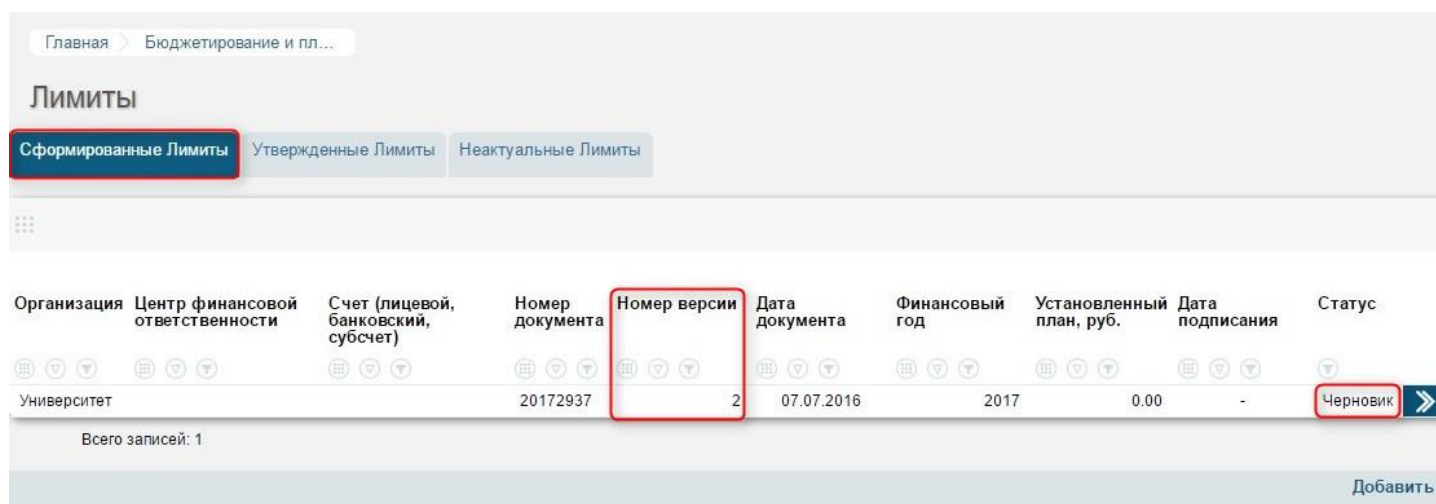 Главная Бюджетирование и пл...
Лимиты
Сформированные Лимиты Утвержденные Лимиты Неактуальные Лимиты
Организация Центр финансовой Счет (лицевой, Номер Номер версии Дата Финансовый Установленный Дата Статус
ответственности банковский, документа документа год план, руб. подписания
субсчет)
Университет 20172937 2 07.07.2016 2017 0.00 - Черновик
Всего записей: 1
Добавить